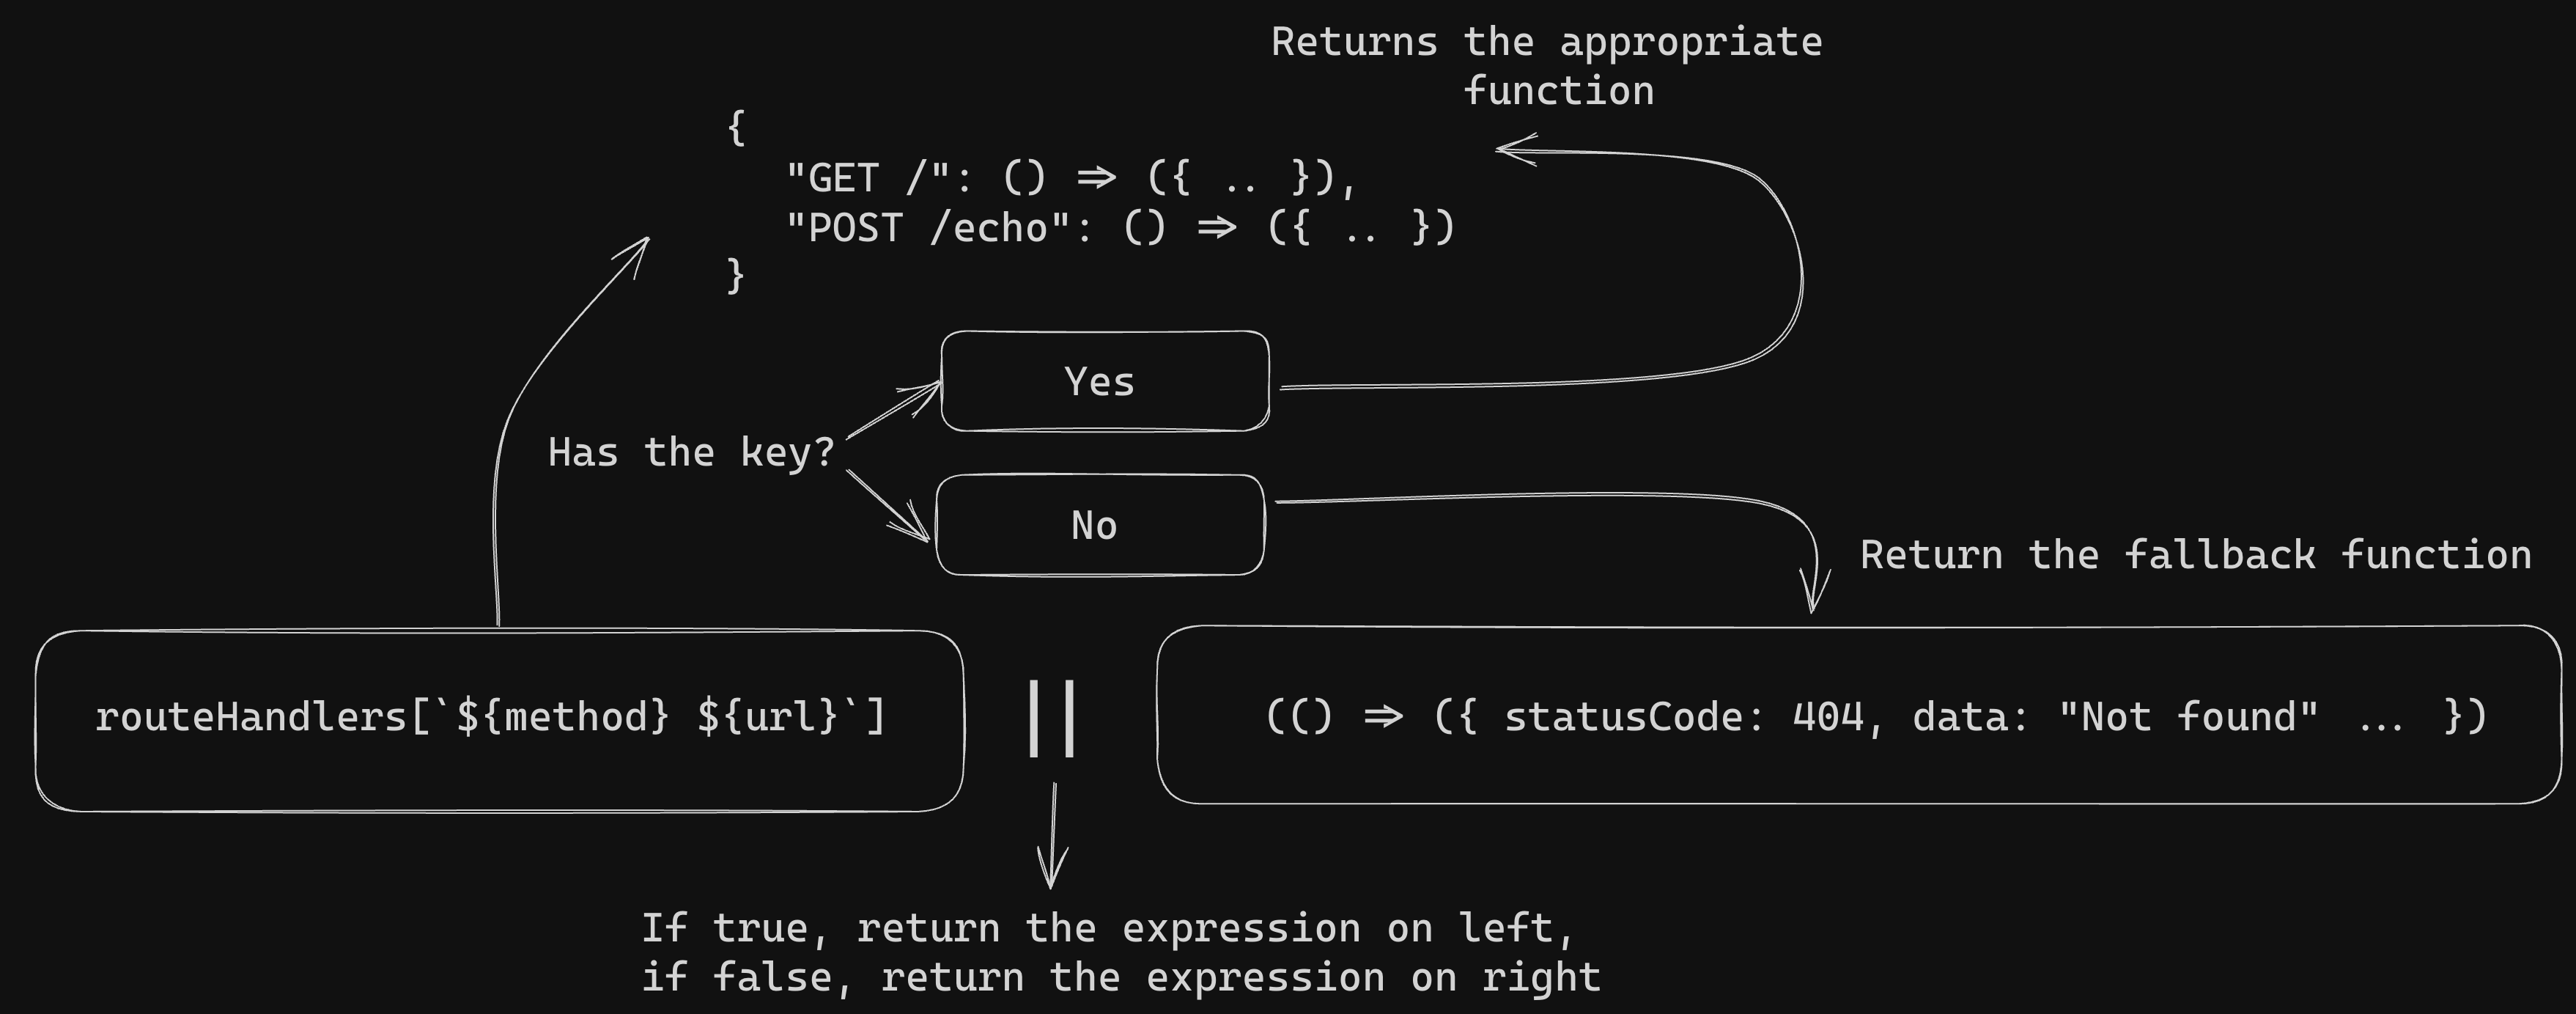 Returns the appropriate
function
{
"GET /": () => ({ .. }),
"POST /echo": () => ({ .. })
}
Yes
Has the key?
No
Return the fallback function
routeHandlers[`${method} ${url}`]
||
(() => ({ statusCode: 404, data: "Not found" ... })
If true, return the expression on left,
if false, return the expression on right